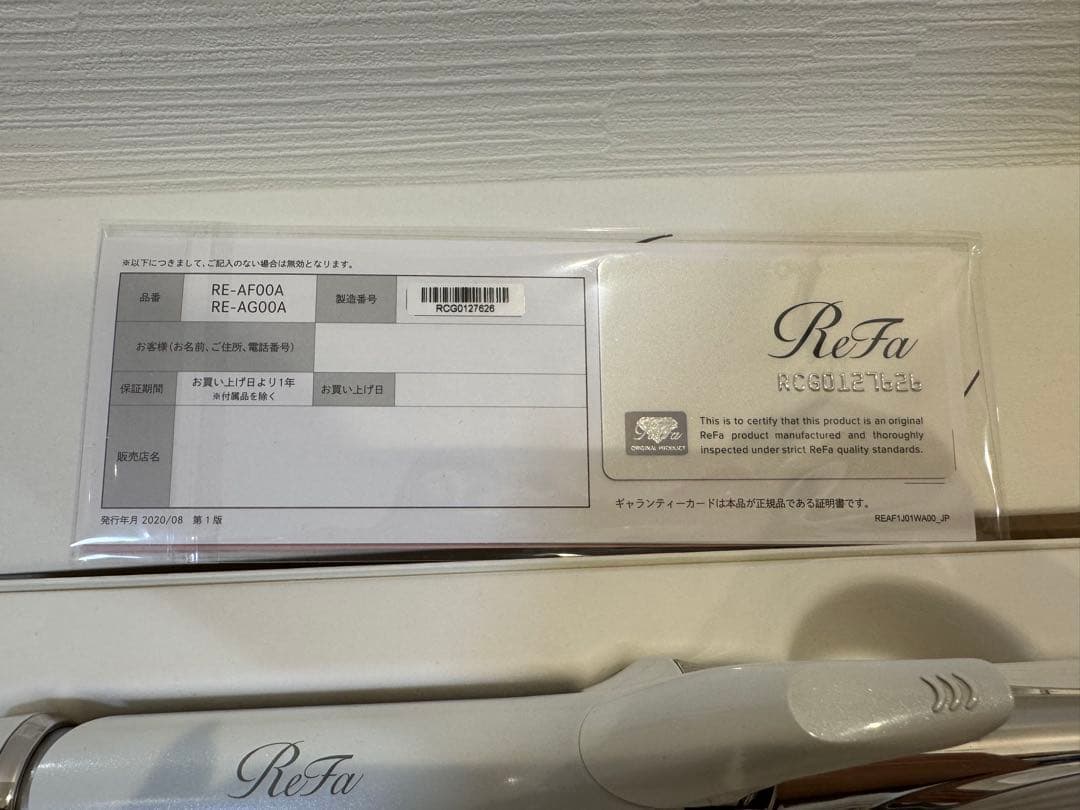 ※以下につきまして、ご記入のない場合は無効となります。
品番
RE-AF00A
RE-AG00A
製造番号
RCG0127626
お客様(お名前、ご住所、電話番号)
保証期間
お買い上げ日より1年
※付属品を除く
お買い上げ日
販売店名
発行年月 2020/08 第1版
ReFa
RCG0127626
ReFa
ORIGINAL PRODUCT
This is to certify that this product is an original
ReFa product manufactured and thoroughly
inspected under strict ReFa quality standards.
ギャランティーカードは本品が正規品である証明書です。
REAF1J01WA00_JP
ReFa